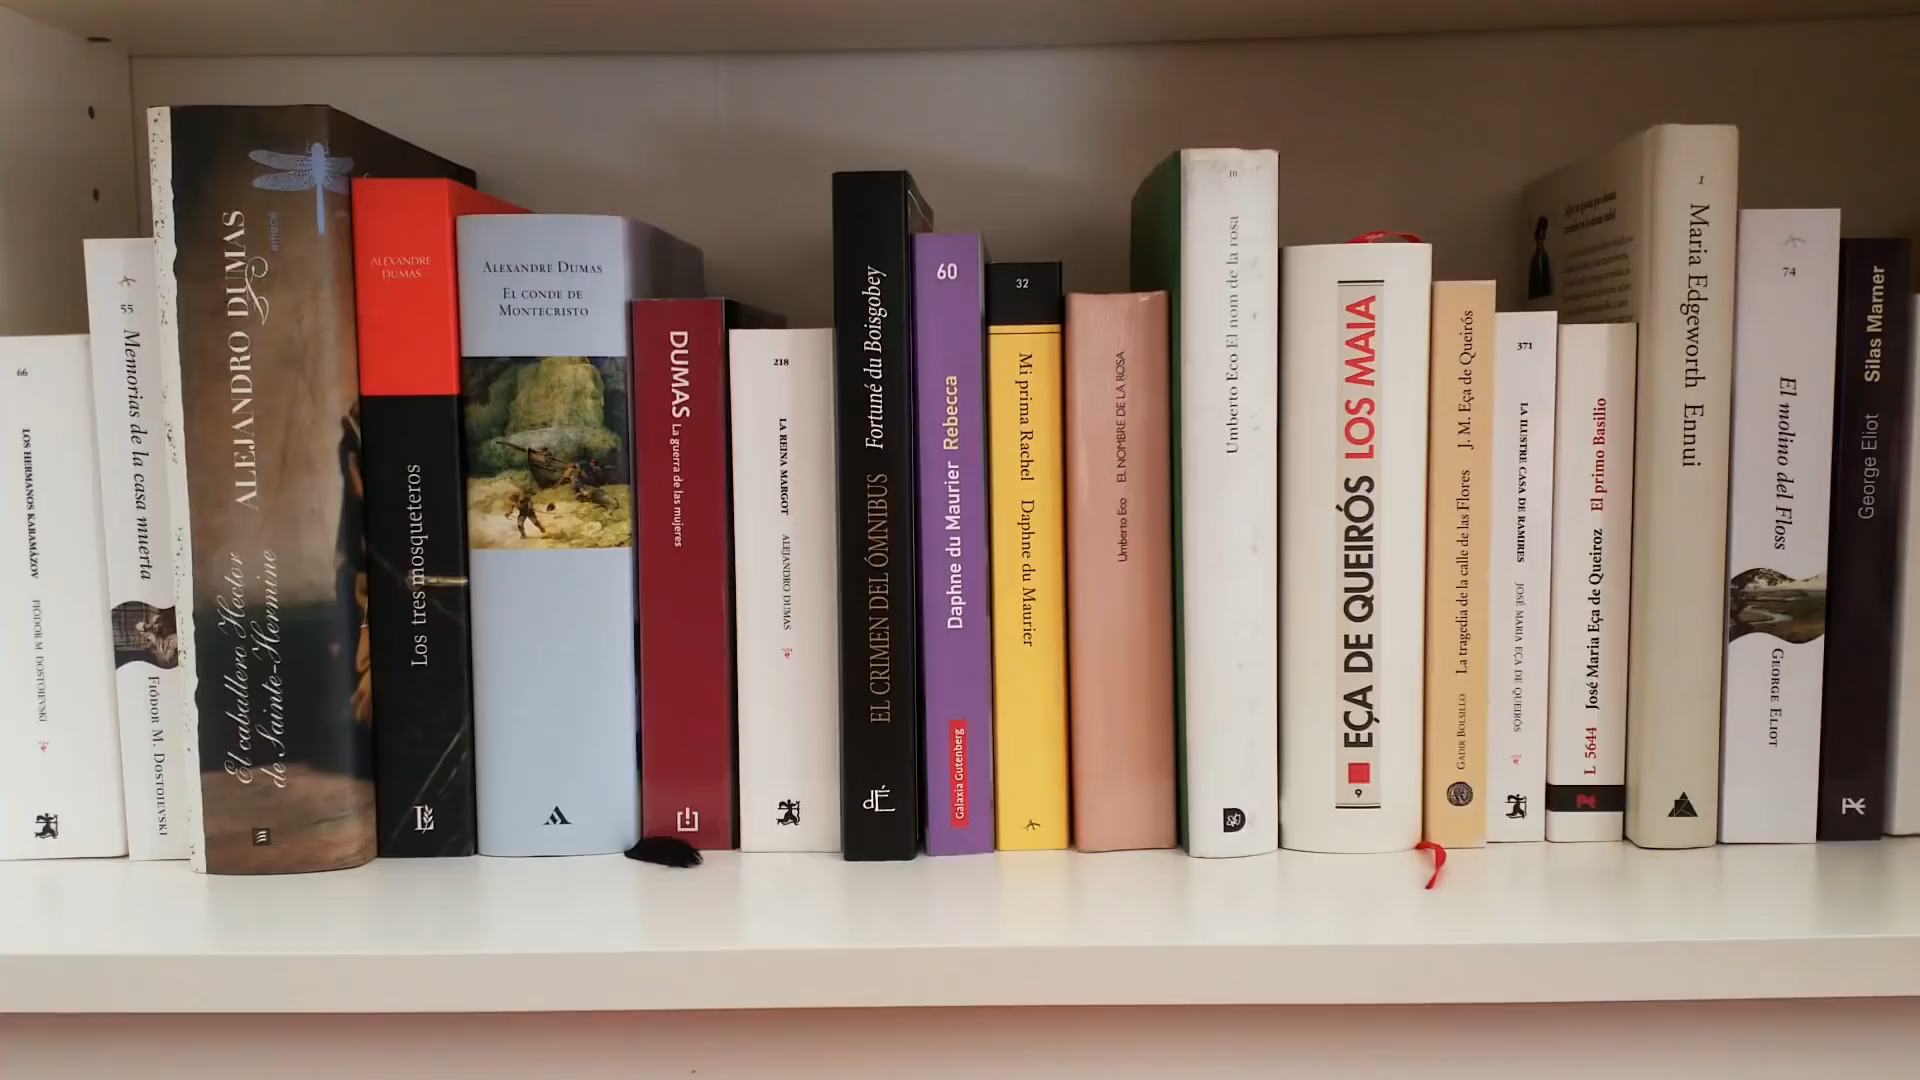 66
LOS HERMANOS KARAMÁZOV
FIÓDOR M. DOSTOIEVSKI
55
Memorias de la casa muerta
FIÓDOR M. DOSTOIEVSKI
emecé
ALEJANDRO DUMAS
El caballero Hector
de Sainte-Hermine
ALEXANDRE
DUMAS
Los tres mosqueteros
ALEXANDRE DUMAS
EL CONDE DE
MONTECRISTO
DUMAS La guerra de las mujeres
218
LA REINA MARGOT
ALEJANDRO DUMAS
EL CRIMEN DEL ÓMNIBUS Fortuné du Boisgobey
dÉ
60
Daphne du Maurier Rebecca
Galaxia Gutenberg
32
Mi prima Rachel Daphne du Maurier
Umberto Eco EL NOMBRE DE LA ROSA
10
Umberto Eco El nom de la rosa
EÇA DE QUEIRÓS LOS MAIA
9
GADIR BOLSILLO La tragedia de la calle de las Flores J. M. Eça de Queirós
371
LA ILUSTRE CASA DE RAMIRES
JOSÉ MARIA EÇA DE QUEIRÓS
L 5644 José Maria Eça de Queiroz El primo Basilio
1
Maria Edgeworth Ennui
74
El molino del Floss
GEORGE ELIOT
George Eliot Silas Marner